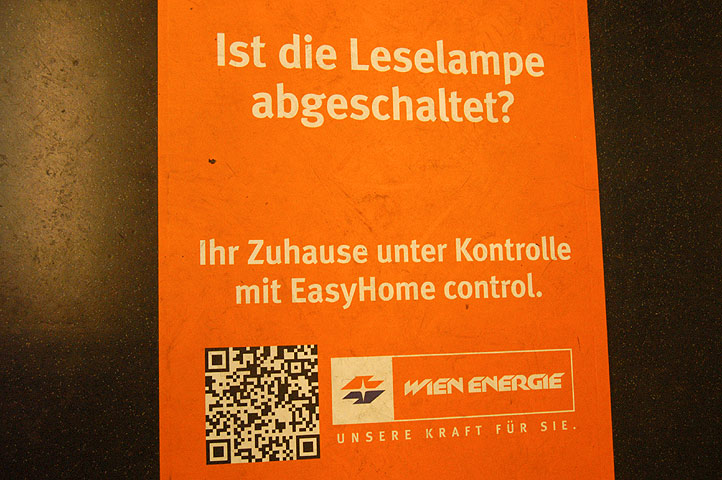 Ist die Leselampe
abgeschaltet?
Ihr Zuhause unter Kontrolle
mit EasyHome control.
WIEN ENERGIE
UNSERE KRAFT FÜR SIE.